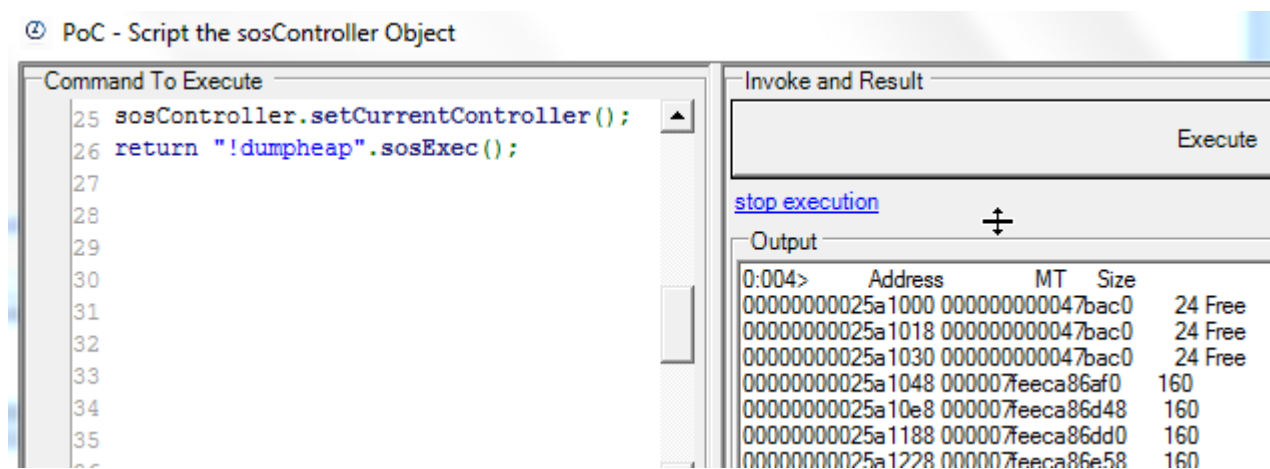 PoC - Script the sosController Object
Command To Execute
25 sosController.setCurrentController();
26 return "!dumpheap".sosExec();
27
28
29
30
31
32
33
34
35
Invoke and Result
Execute
stop execution
Output
0:004> Address MT Size
00000000025a1000 000000000047bac0 24 Free
00000000025a1018 000000000047bac0 24 Free
00000000025a1030 000000000047bac0 24 Free
00000000025a1048 000007feeca86af0 160
00000000025a10e8 000007feeca86d48 160
00000000025a1188 000007feeca86dd0 160
00000000025a1228 000007feeca86e58 160